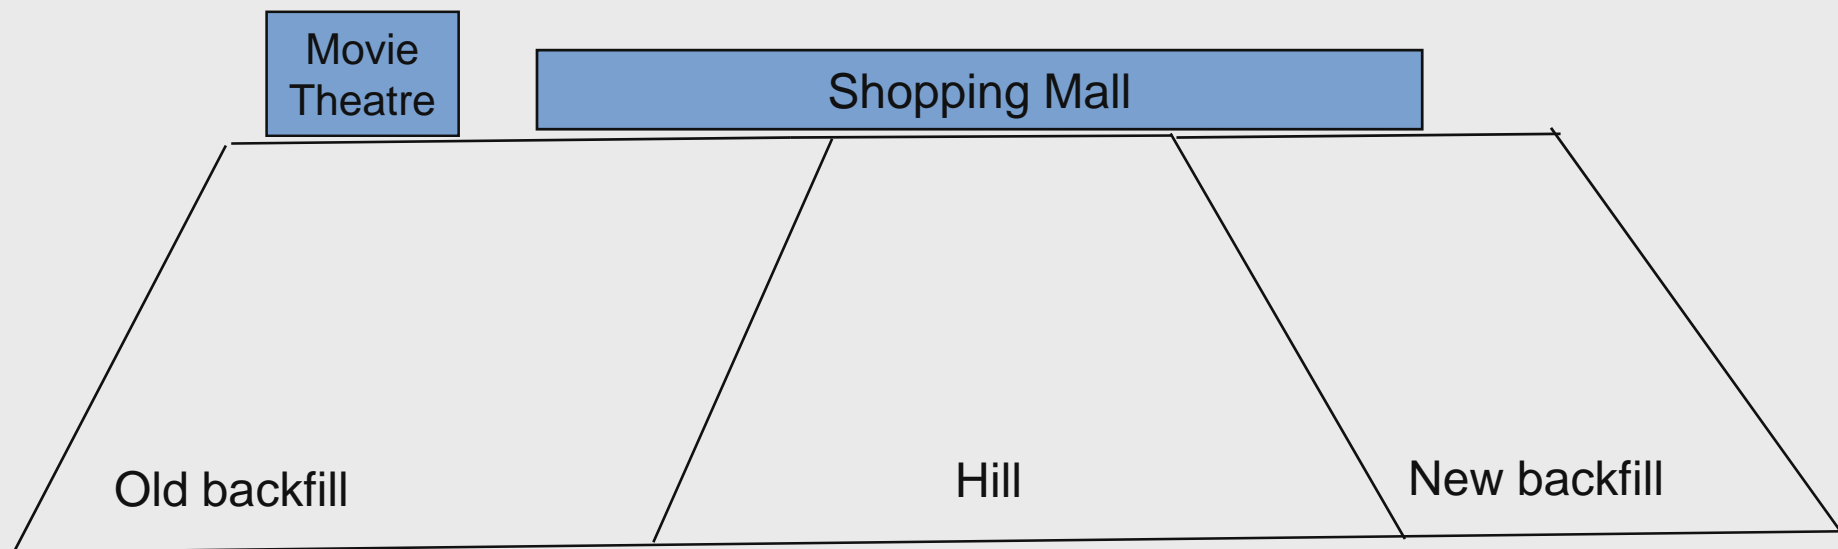 Movie
Theatre
Shopping Mall
Old backfill
Hill
New backfill